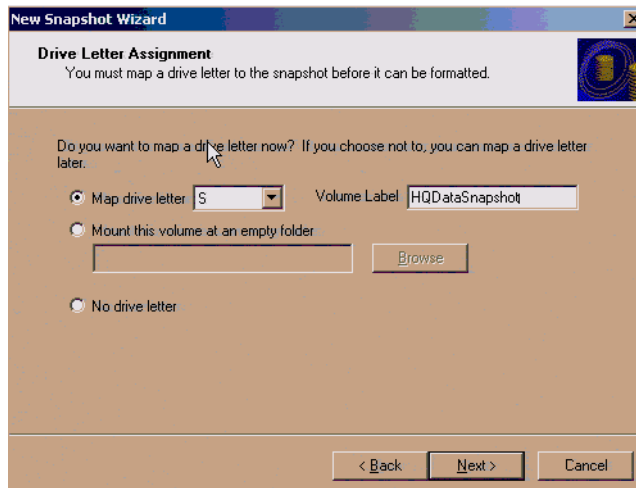 New Snapshot Wizard
Drive Letter Assignment
You must map a drive letter to the snapshot before it can be formatted.
Do you want to map a drive letter now? If you choose not to, you can map a drive letter
later.
Map drive letter S Volume Label HQDataSnapshot
Mount this volume at an empty folder
Browse
No drive letter
< Back Next > Cancel